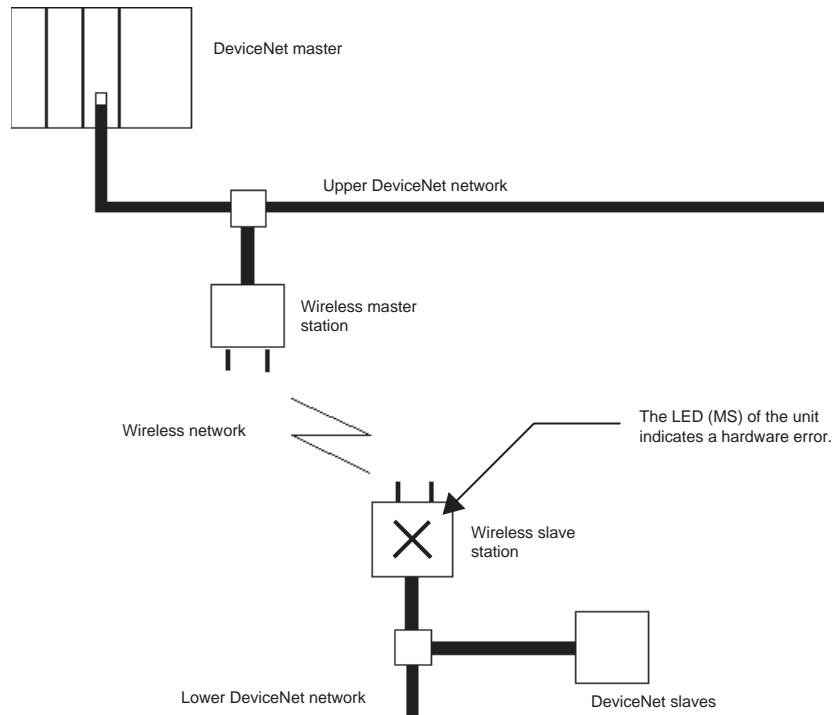 DeviceNet master
Upper DeviceNet network
Wireless master
station
Wireless network
The LED (MS) of the unit
indicates a hardware error.
Wireless slave
station
Lower DeviceNet network
DeviceNet slaves